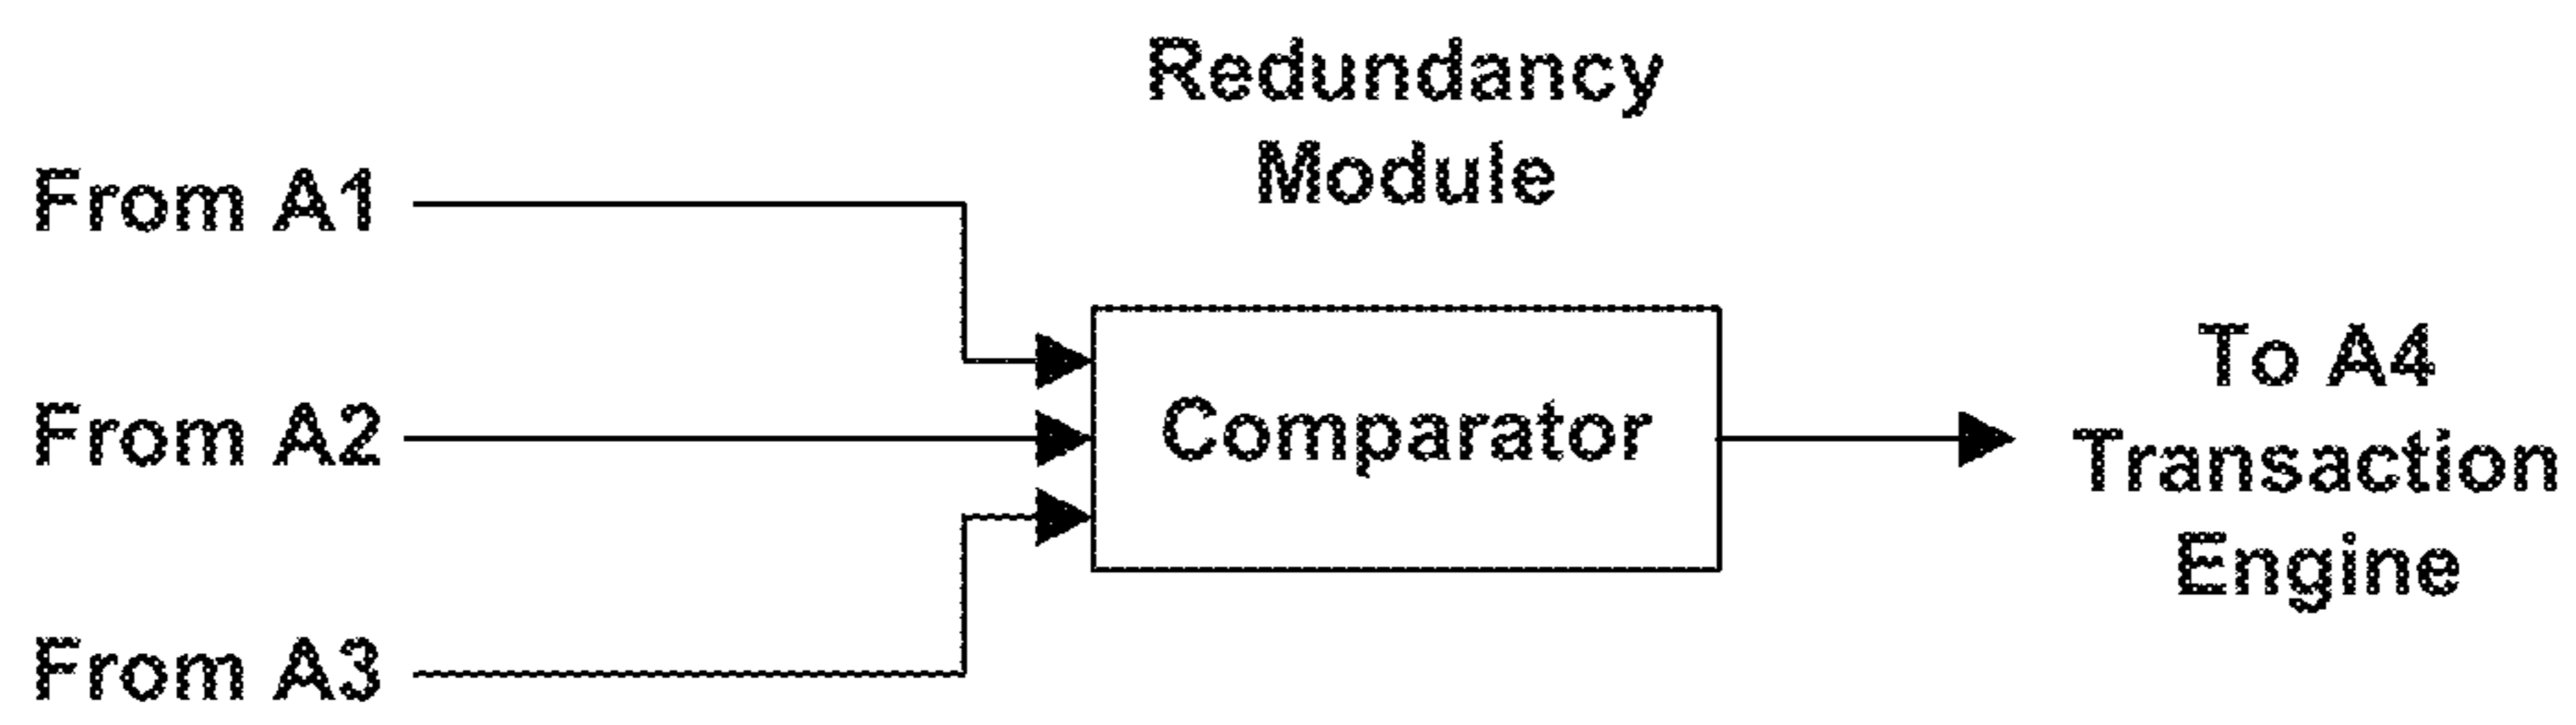 Redundancy
Module
From A1
From A2
From A3
Comparator
To A4
Transaction
Engine